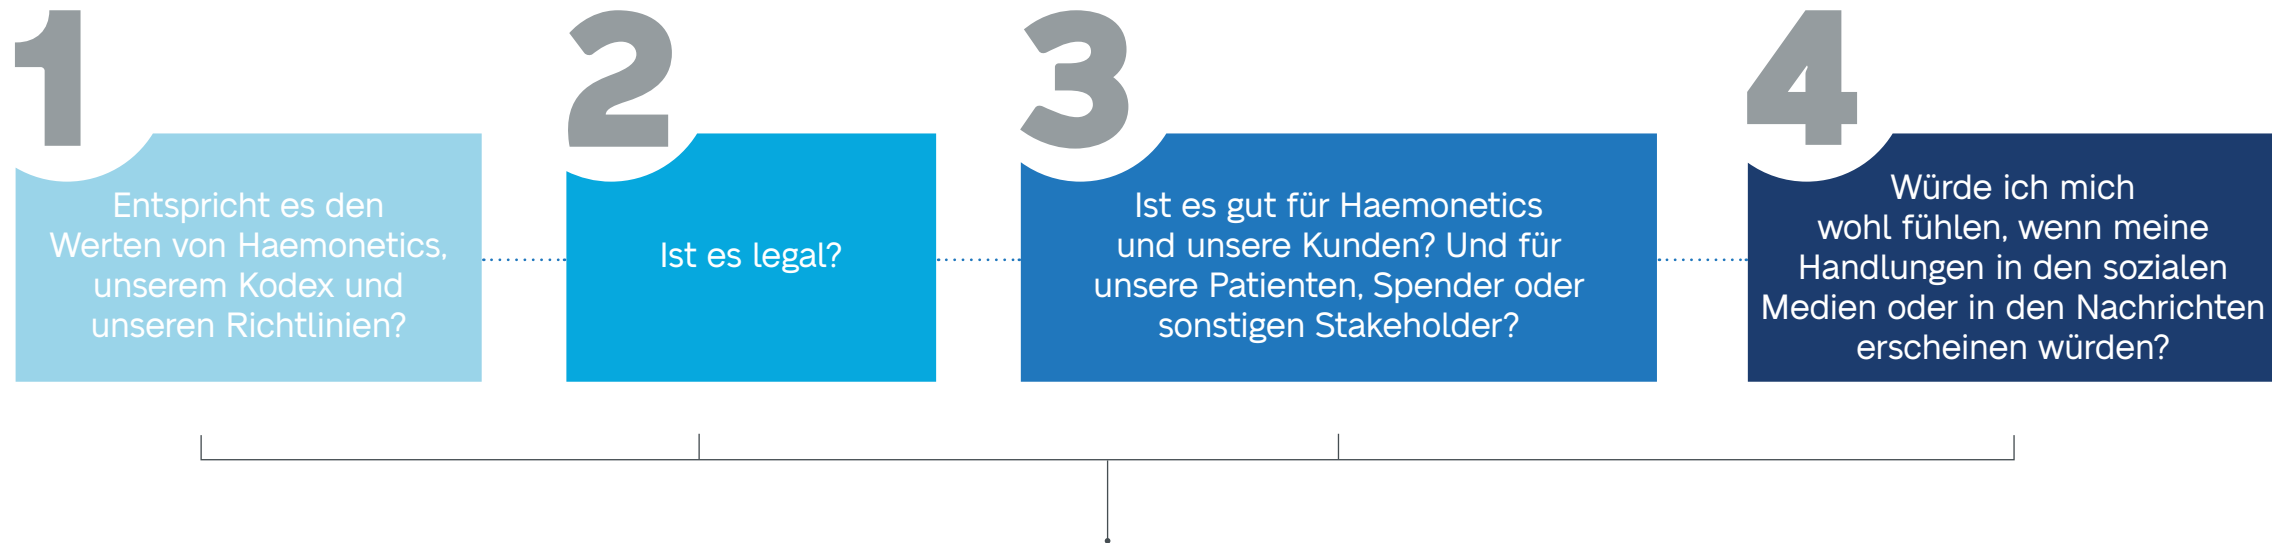 1
Entspricht es den
Werten von Haemonetics,
unserem Kodex und
unseren Richtlinien?
2
Ist es legal?
3
Ist es gut für Haemonetics
und unsere Kunden? Und für
unsere Patienten, Spender oder
sonstigen Stakeholder?
4
Würde ich mich
wohl fühlen, wenn meine
Handlungen in den sozialen
Medien oder in den Nachrichten
erscheinen würden?